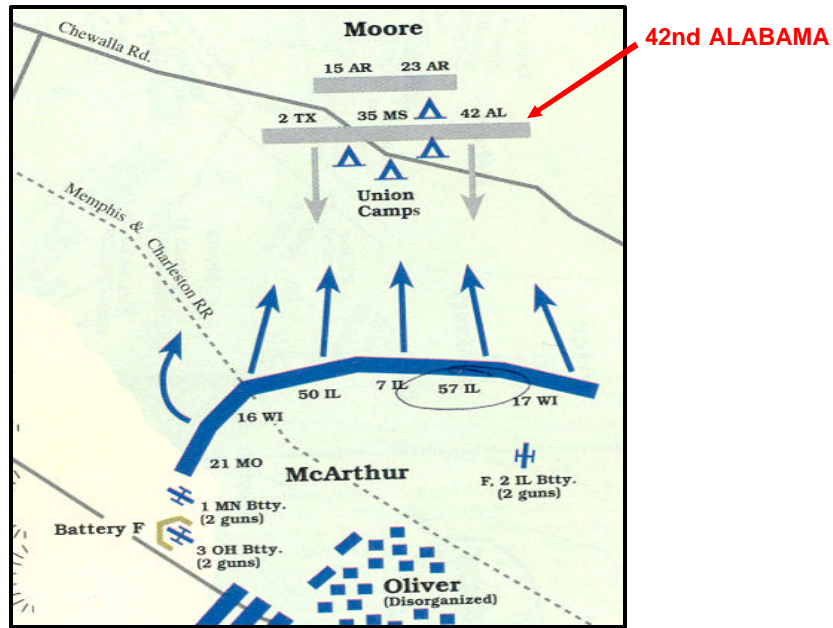 Moore
42nd ALABAMA
Chewalla Rd.
15 AR 23 AR
2 TX 35 MS 42 AL
Union
Camps
Memphis & Charleston RR
50 IL 7 IL 57 IL 17 WI
16 WI
21 MO
McArthur
F, 2 IL Btty.
(2 guns)
1 MN Btty.
(2 guns)
Battery F
3 OH Btty.
(2 guns)
Oliver
(Disorganized)